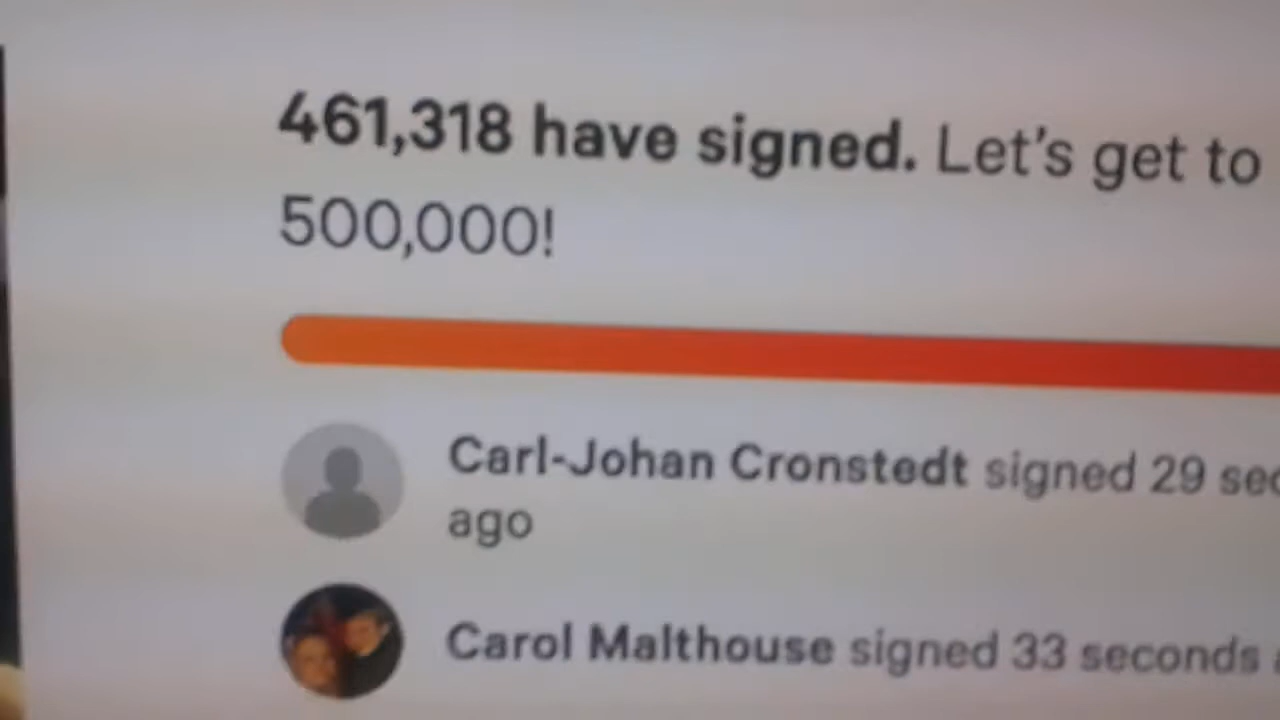 461,318 have signed. Let's get to
500,000!
Carl-Johan Cronstedt signed 29
ago
Carol Malthouse signed 33 seconds